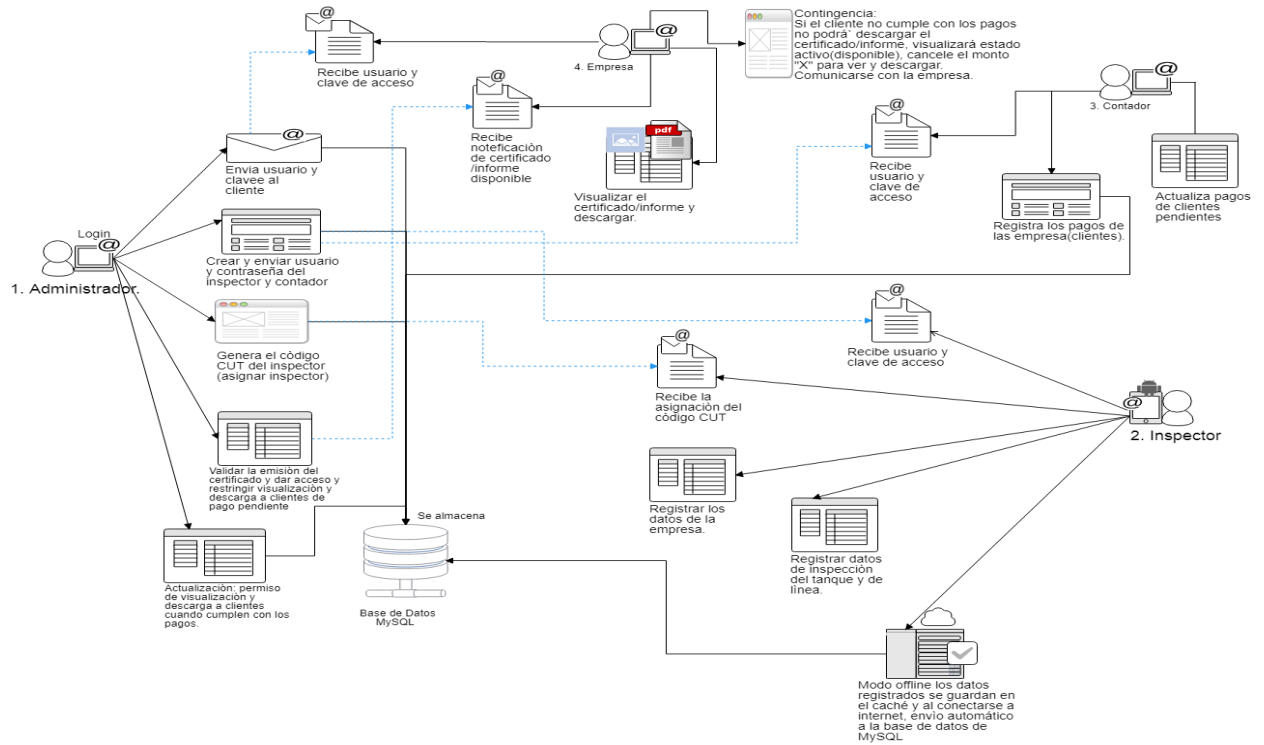 Contingencia:
Si el cliente no cumple con los pagos
no podrá` descargar el
certificado/informe, visualizará estado
activo(disponible), cancele el monto
"X" para ver y descargar.
Comunicarse con la empresa.
@
Recibe usuario y
clave de acceso
@
4. Empresa
@
3. Contador
@
Recibe
noteficación
de certificado
/informe
disponible
pdf
Visualizar el
certificado/informe y
descargar.
@
Recibe
usuario y
clave de
acceso
Actualiza pagos
de clientes
pendientes
Registra los pagos de
las empresa(clientes).
@
Envia usuario y
clavee al
cliente
Login
@
1. Administrador.
Crear y enviar usuario
y contraseña del
inspector y contador
Genera el còdigo
CUT del inspector
(asignar inspector)
@
Recibe usuario y
clave de acceso
@
Recibe la
asignaciòn del
código CUT
@
2. Inspector
Validar la emisiòn del
certificado y dar acceso y
restringir visualizaciòn y
descarga a clientes de
pago pendiente
Registrar los
datos de la
empresa.
Registrar datos
de inspección
del tanque y de
lìnea.
Se almacena
Base de Datos
MySQL
Actualizaciòn: permiso
de visualizaciòn y
descarga a clientes
cuando cumplen con los
pagos.
Modo offline los datos
registrados se guardan en
el caché y al conectarse a
internet, envìo automático
a la base de datos de
MySQL